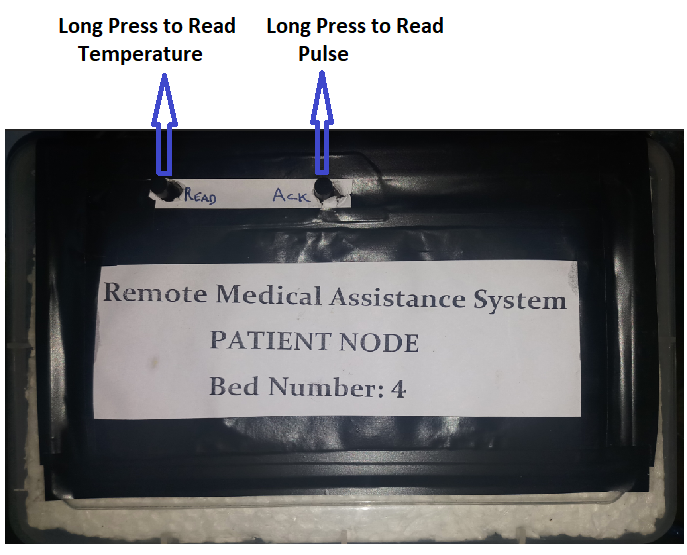 Long Press to Read Temperature
Long Press to Read Pulse
READ ACK
Remote Medical Assistance System
PATIENT NODE
Bed Number: 4